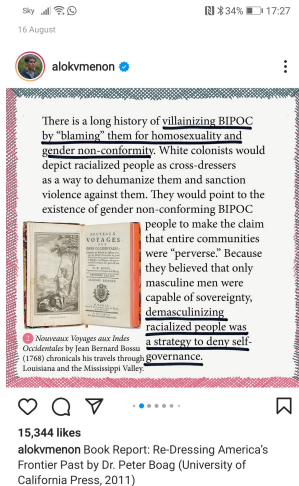 Sky 34% 17:27
16 August
alokvmenon
There is a long history of villainizing BIPOC
by “blaming” them for homosexuality and
gender non-conformity. White colonists would
depict racialized people as cross-dressers
as a way to dehumanize them and sanction
violence against them. They would point to the
existence of gender non-conforming BIPOC
people to make the claim
that entire communities
were “perverse.” Because
they believed that only
masculine men were
capable of sovereignty,
demasculinizing
racialized people was
a strategy to deny self-
governance.
NOUVEAUX
VOYAGES
AUX
INDES
OCCIDENTALES
Nouveaux Voyages aux Indes
Occidentales by Jean Bernard Bossu
(1768) chronicals his travels through
Louisiana and the Mississippi Valley.
15,344 likes
alokvmenon Book Report: Re-Dressing America’s
Frontier Past by Dr. Peter Boag (University of
California Press, 2011)